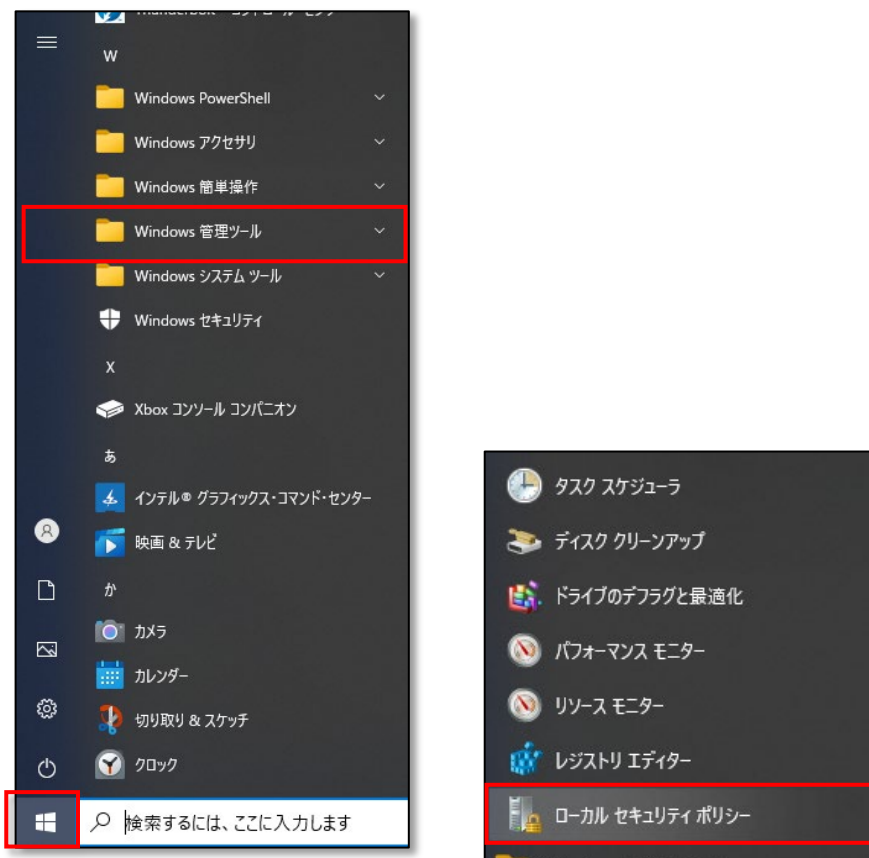 W
Windows PowerShell
Windows アクセサリ
Windows 簡単操作
Windows 管理ツール
Windows システム ツール
Windows セキュリティ
X
Xbox コンソール コンパニオン
あ
インテル® グラフィックス・コマンド・センター
映画 & テレビ
か
カメラ
カレンダー
切り取り & スケッチ
クロック
検索するには、ここに入力します
タスク スケジューラ
ディスク クリーンアップ
ドライブのデフラグと最適化
パフォーマンス モニター
リソース モニター
レジストリ エディター
ローカル セキュリティ ポリシー